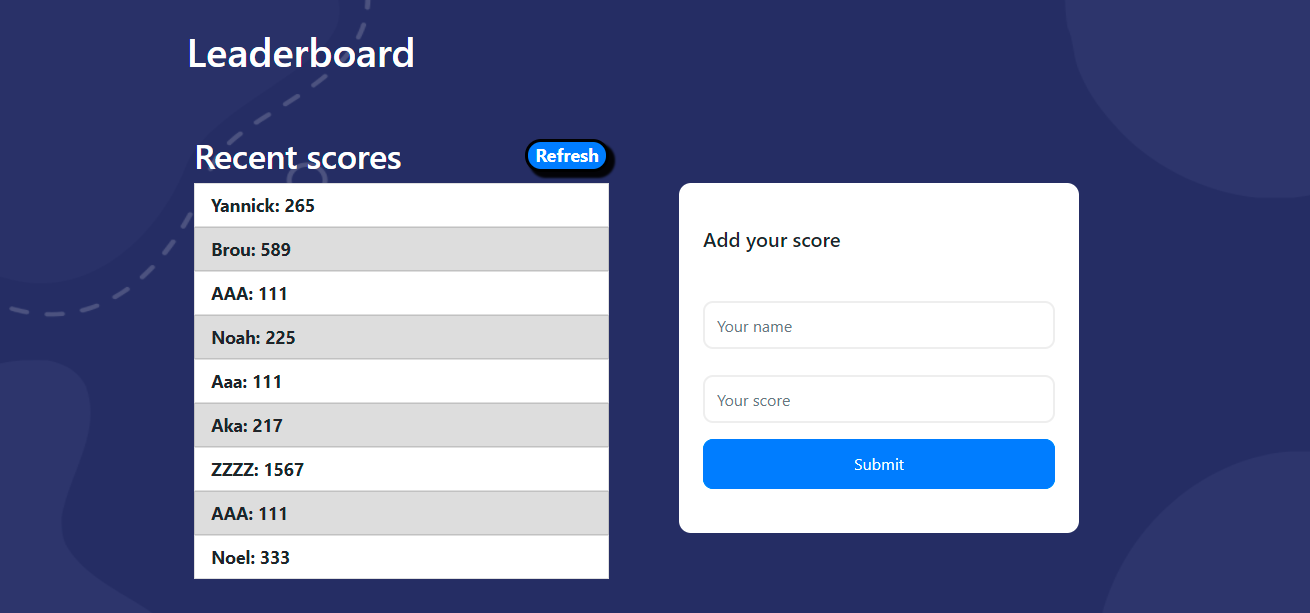 Leaderboard
Recent scores
Refresh
Yannick: 265
Brou: 589
AAA: 111
Noah: 225
Aaa: 111
Aka: 217
ZZZZ: 1567
AAA: 111
Noel: 333
Add your score
Your name
Your score
Submit